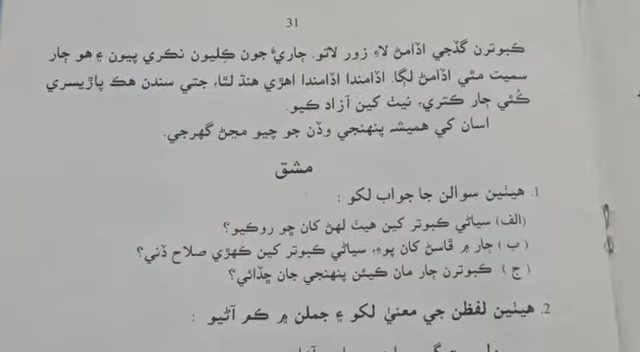 31
ڪبوترن گڏجي اڏامڻ لاءِ زور لاتو. ڄاريءَ جون ڪليون نڪري پيون ۽ هو ڄار
سميت مٿي اڏامڻ لڳا. اڏامندا اڏامندا اهڙي هنڌ لٿا، جتي سندن هڪ پاڙيسري
ڪُئي ڄار ڪتري، نيٺ کين آزاد ڪيو.
اسان کي هميشہ پنهنجي وڏن جو چيو مڃڻ گهرجي.
مشق
1. هيٺين سوالن جا جواب لکو :
(الف) سياڻي ڪبوتر کين هيٺ لهڻ کان ڇو روڪيو؟
( ب ) ڄار ۾ ڦاسڻ کان پوءِ، سياڻي ڪبوتر کين ڪهڙي صلاح ڏني؟
( ج ) ڪبوترن ڄار مان ڪيئن پنهنجي جان ڇڏائي؟
2. هيٺين لفظن جي معنيٰ لکو ۽ جملن ۾ ڪم آڻيو :